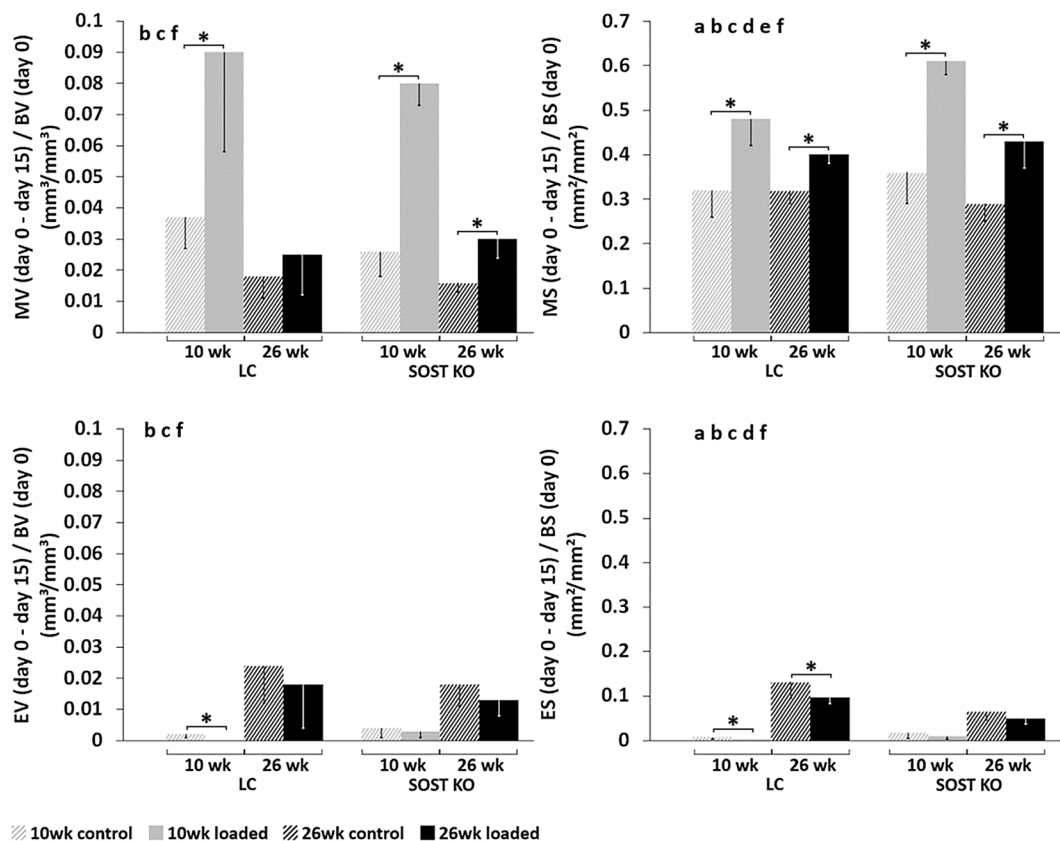 MV (day 0 - day 15) / BV (day 0)
(mm³/mm³)
0.1
0.09
0.08
0.07
0.06
0.05
0.04
0.03
0.02
0.01
0
b c f
*
*
*
10 wk 26 wk 10 wk 26 wk
LC SOST KO
MS (day 0 - day 15) / BS (day 0)
(mm²/mm²)
0.7
0.6
0.5
0.4
0.3
0.2
0.1
0
a b c d e f
*
*
*
*
10 wk 26 wk 10 wk 26 wk
LC SOST KO
EV (day 0 - day 15) / BV (day 0)
(mm³/mm³)
0.1
0.09
0.08
0.07
0.06
0.05
0.04
0.03
0.02
0.01
0
b c f
*
10 wk 26 wk 10 wk 26 wk
LC SOST KO
ES (day 0 - day 15) / BS (day 0)
(mm²/mm²)
0.7
0.6
0.5
0.4
0.3
0.2
0.1
0
a b c d f
*
*
10 wk 26 wk 10 wk 26 wk
LC SOST KO
10wk control 10wk loaded 26wk control 26wk loaded